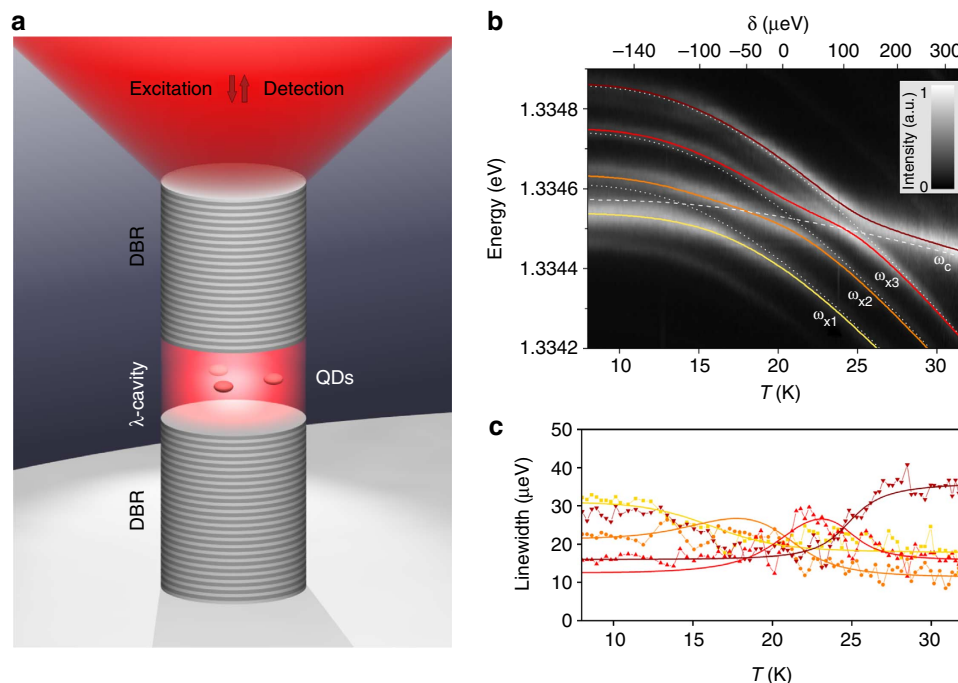 a
Excitation Detection
DBR
λ-cavity
QDs
DBR
b
δ (μeV)
−140 −100 −50 0 50 100 200 300
1.3348
1.3346
1.3344
1.3342
Energy (eV)
Intensity (a.u.)
1
0
ωc
ωx3
ωx2
ωx1
10 15 20 25 30
T (K)
c
50
40
30
20
10
0
Linewidth (μeV)
10 15 20 25 30
T (K)